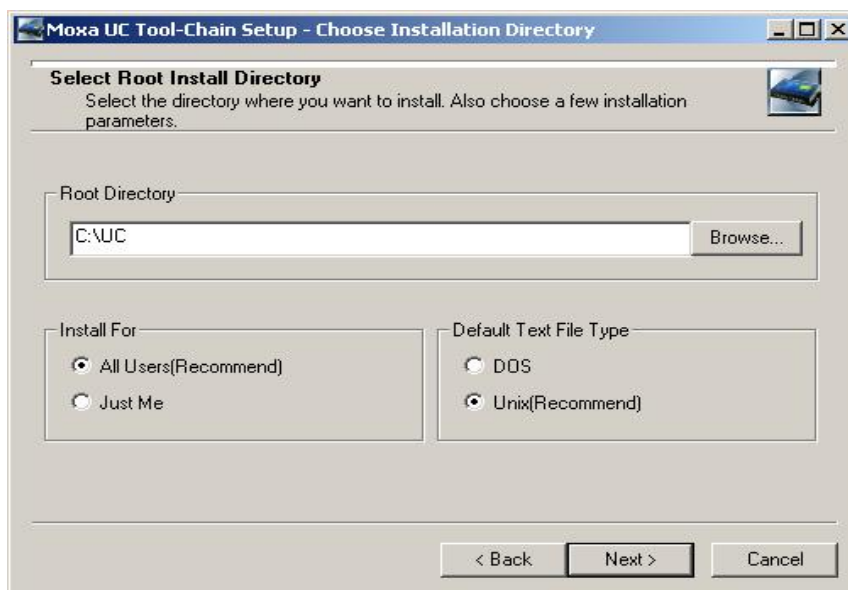 Moxa UC Tool-Chain Setup - Choose Installation Directory
Select Root Install Directory
Select the directory where you want to install. Also choose a few installation
parameters.
Root Directory
C:\UC
Browse...
Install For
All Users(Recommend)
Just Me
Default Text File Type
DOS
Unix(Recommend)
< Back
Next >
Cancel